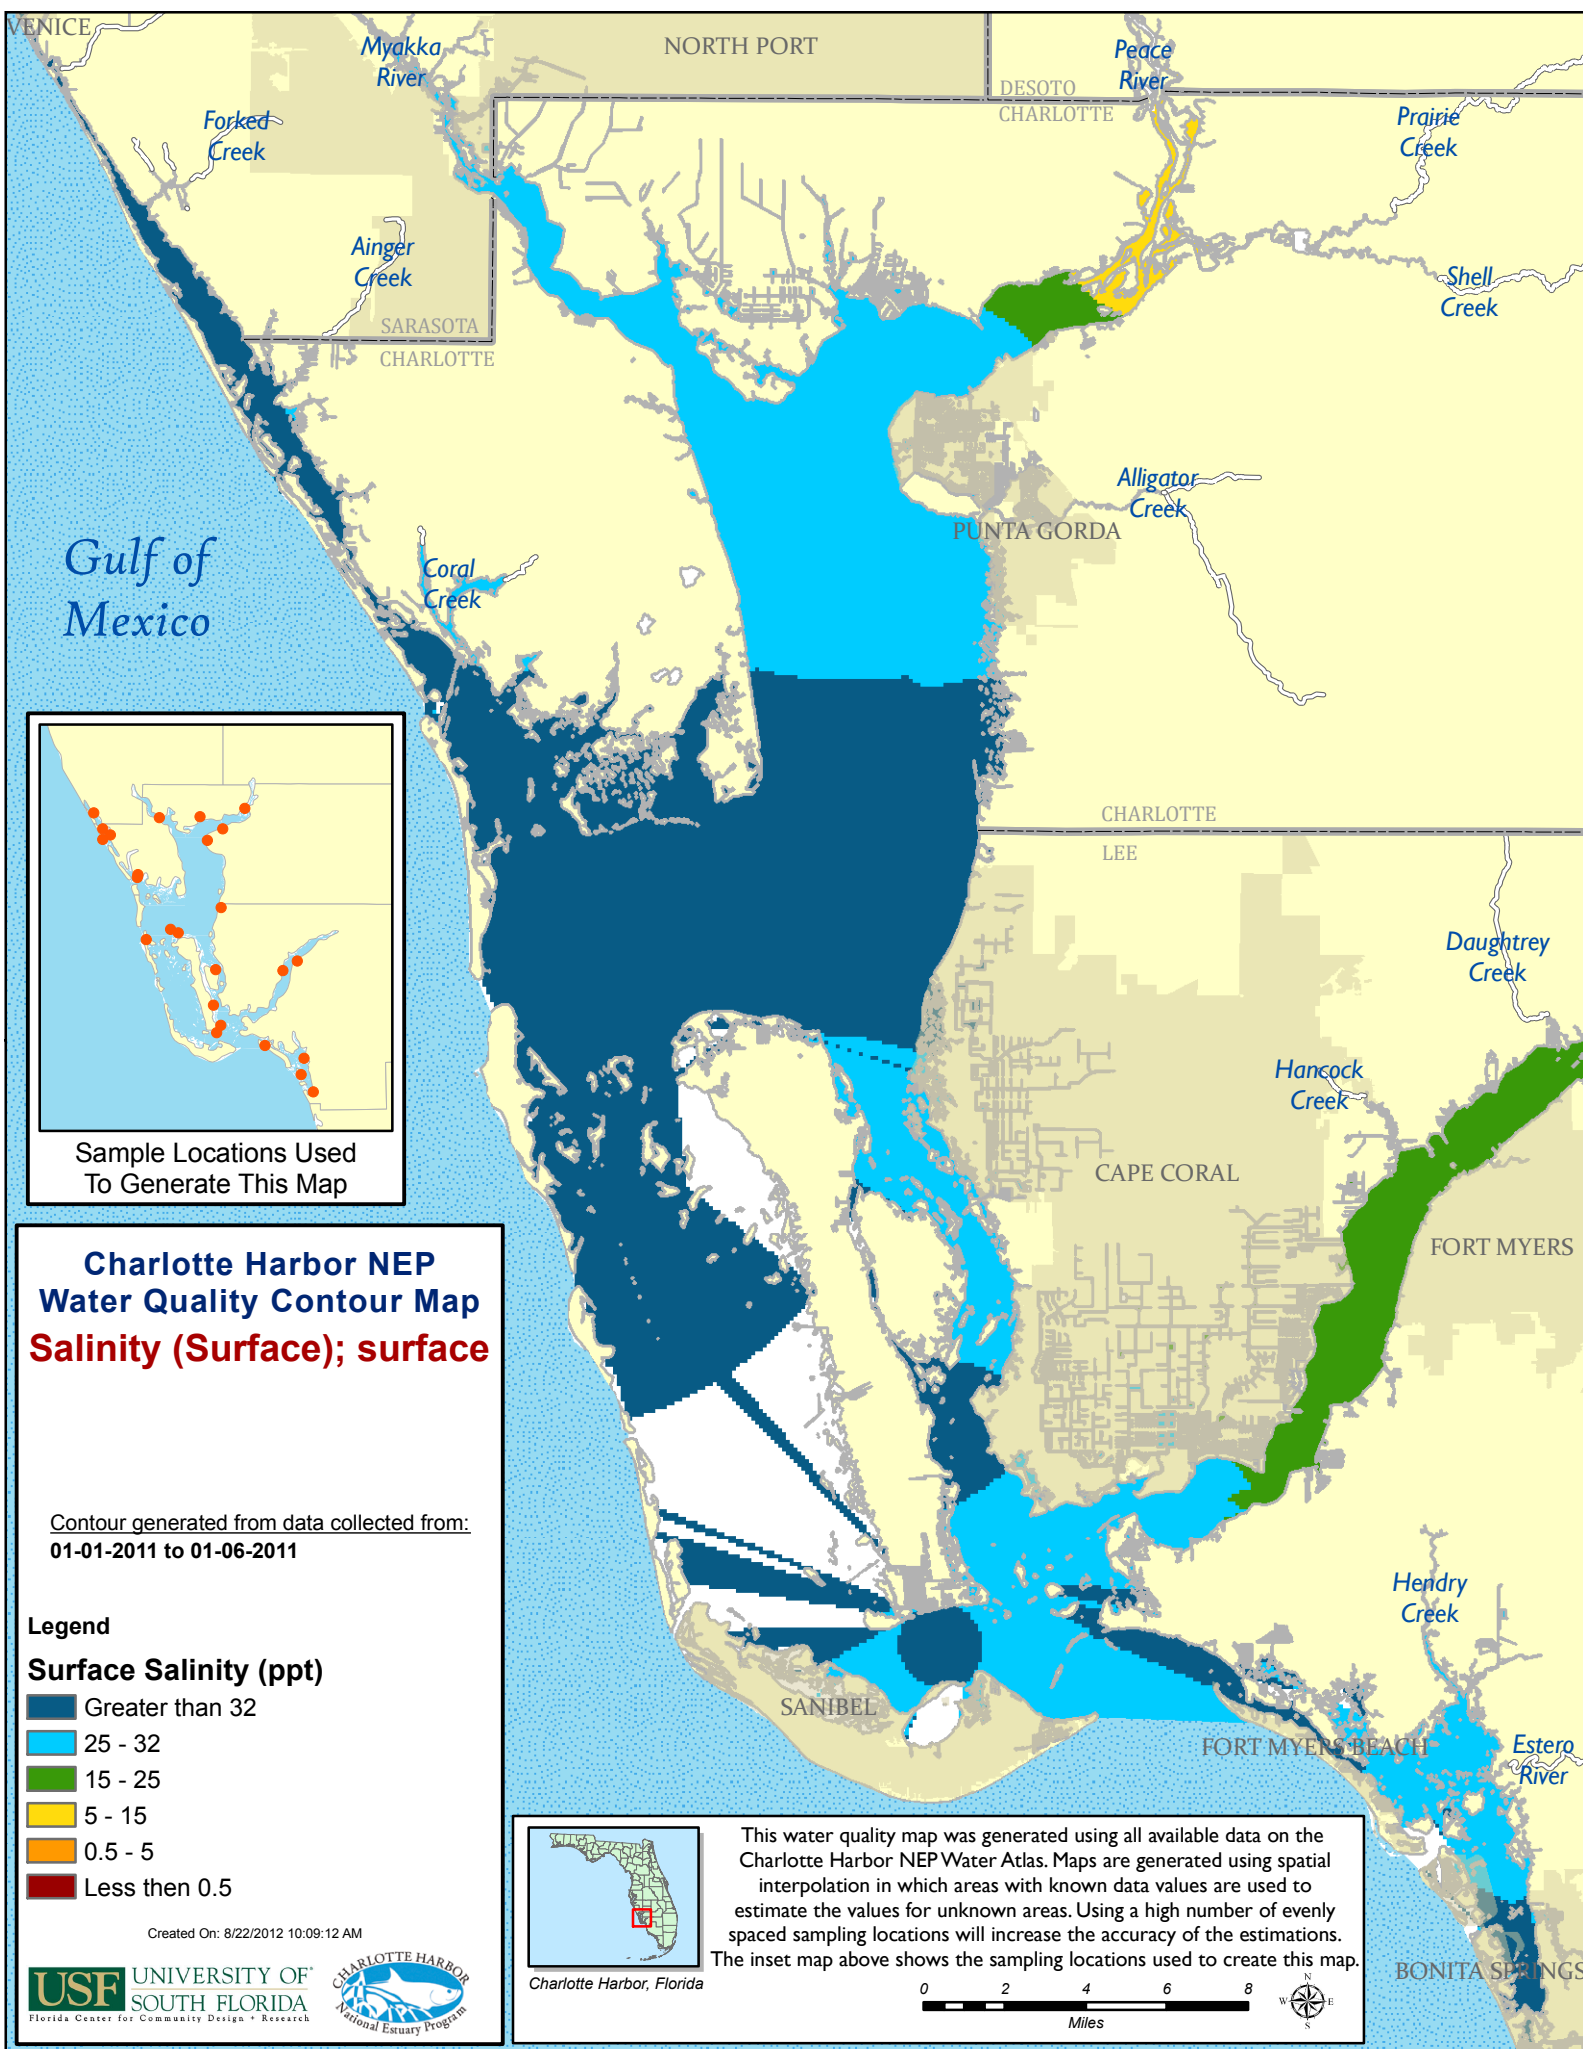 VENICE
Myakka
River
NORTH PORT
Peace
River
DESOTO
CHARLOTTE
Forked
Creek
Prairie
Creek
Ainger
Creek
Shell
Creek
SARASOTA
CHARLOTTE
Alligator
Creek
PUNTA GORDA
Gulf of
Mexico
Coral
Creek
CHARLOTTE
LEE
Daughtrey
Creek
Hancock
Creek
CAPE CORAL
FORT MYERS
Sample Locations Used
To Generate This Map
Charlotte Harbor NEP
Water Quality Contour Map
Salinity (Surface); surface
Contour generated from data collected from:
01-01-2011 to 01-06-2011
Legend
Surface Salinity (ppt)
Greater than 32
25 - 32
15 - 25
5 - 15
0.5 - 5
Less then 0.5
Created On: 8/22/2012 10:09:12 AM
USF UNIVERSITY OF
SOUTH FLORIDA
Florida Center for Community Design + Research
CHARLOTTE HARBOR
National Estuary Program
Hendry
Creek
SANIBEL
FORT MYERS BEACH
Estero
River
BONITA SPRINGS
Charlotte Harbor, Florida
This water quality map was generated using all available data on the
Charlotte Harbor NEP Water Atlas. Maps are generated using spatial
interpolation in which areas with known data values are used to
estimate the values for unknown areas. Using a high number of evenly
spaced sampling locations will increase the accuracy of the estimations.
The inset map above shows the sampling locations used to create this map.
0 2 4 6 8
Miles
N
W E
S